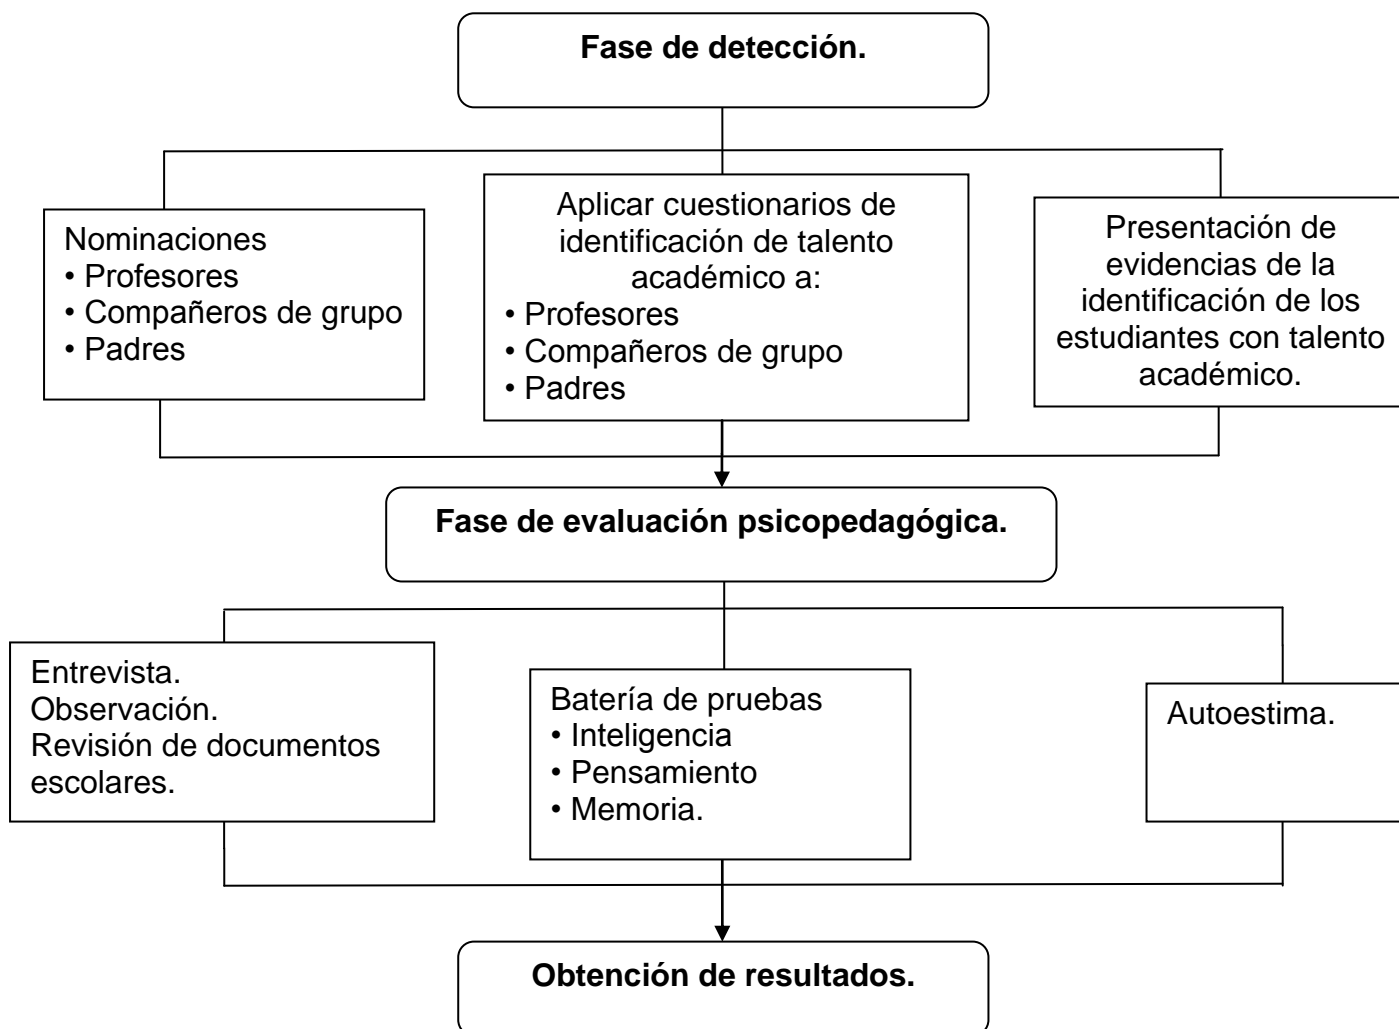 Fase de detección.
Nominaciones
• Profesores
• Compañeros de grupo
• Padres
Aplicar cuestionarios de
identificación de talento
académico a:
• Profesores
• Compañeros de grupo
• Padres
Presentación de
evidencias de la
identificación de los
estudiantes con talento
académico.
Fase de evaluación psicopedagógica.
Entrevista.
Observación.
Revisión de documentos
escolares.
Batería de pruebas
• Inteligencia
• Pensamiento
• Memoria.
Autoestima.
Obtención de resultados.